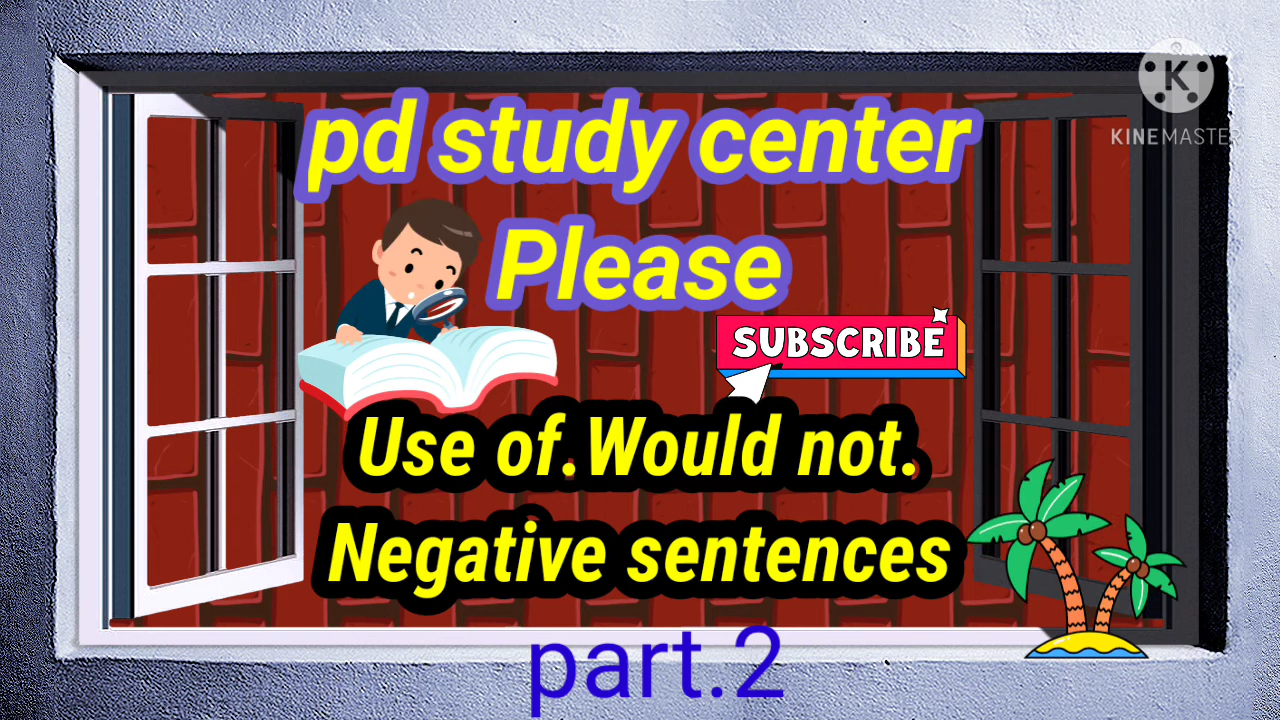 K
KINEMASTER
pd study center
Please
SUBSCRIBE
Use of.Would not.
Negative sentences
part.2